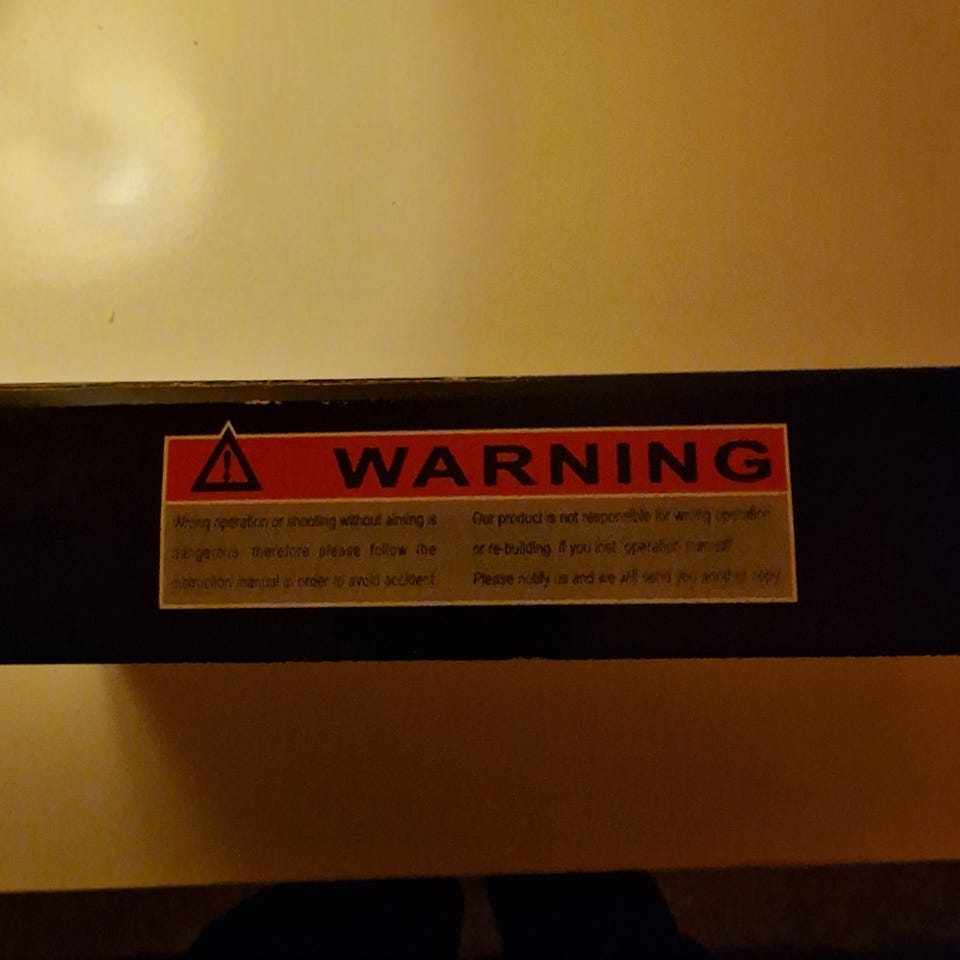 WARNING
Wrong operation or shooting without aiming is
dangerous, therefore please follow the
instruction manual in order to avoid accident.
Our product is not responsible for wrong operation
or re-building. If you lost "operation manual"
Please notify us and we will send you another copy